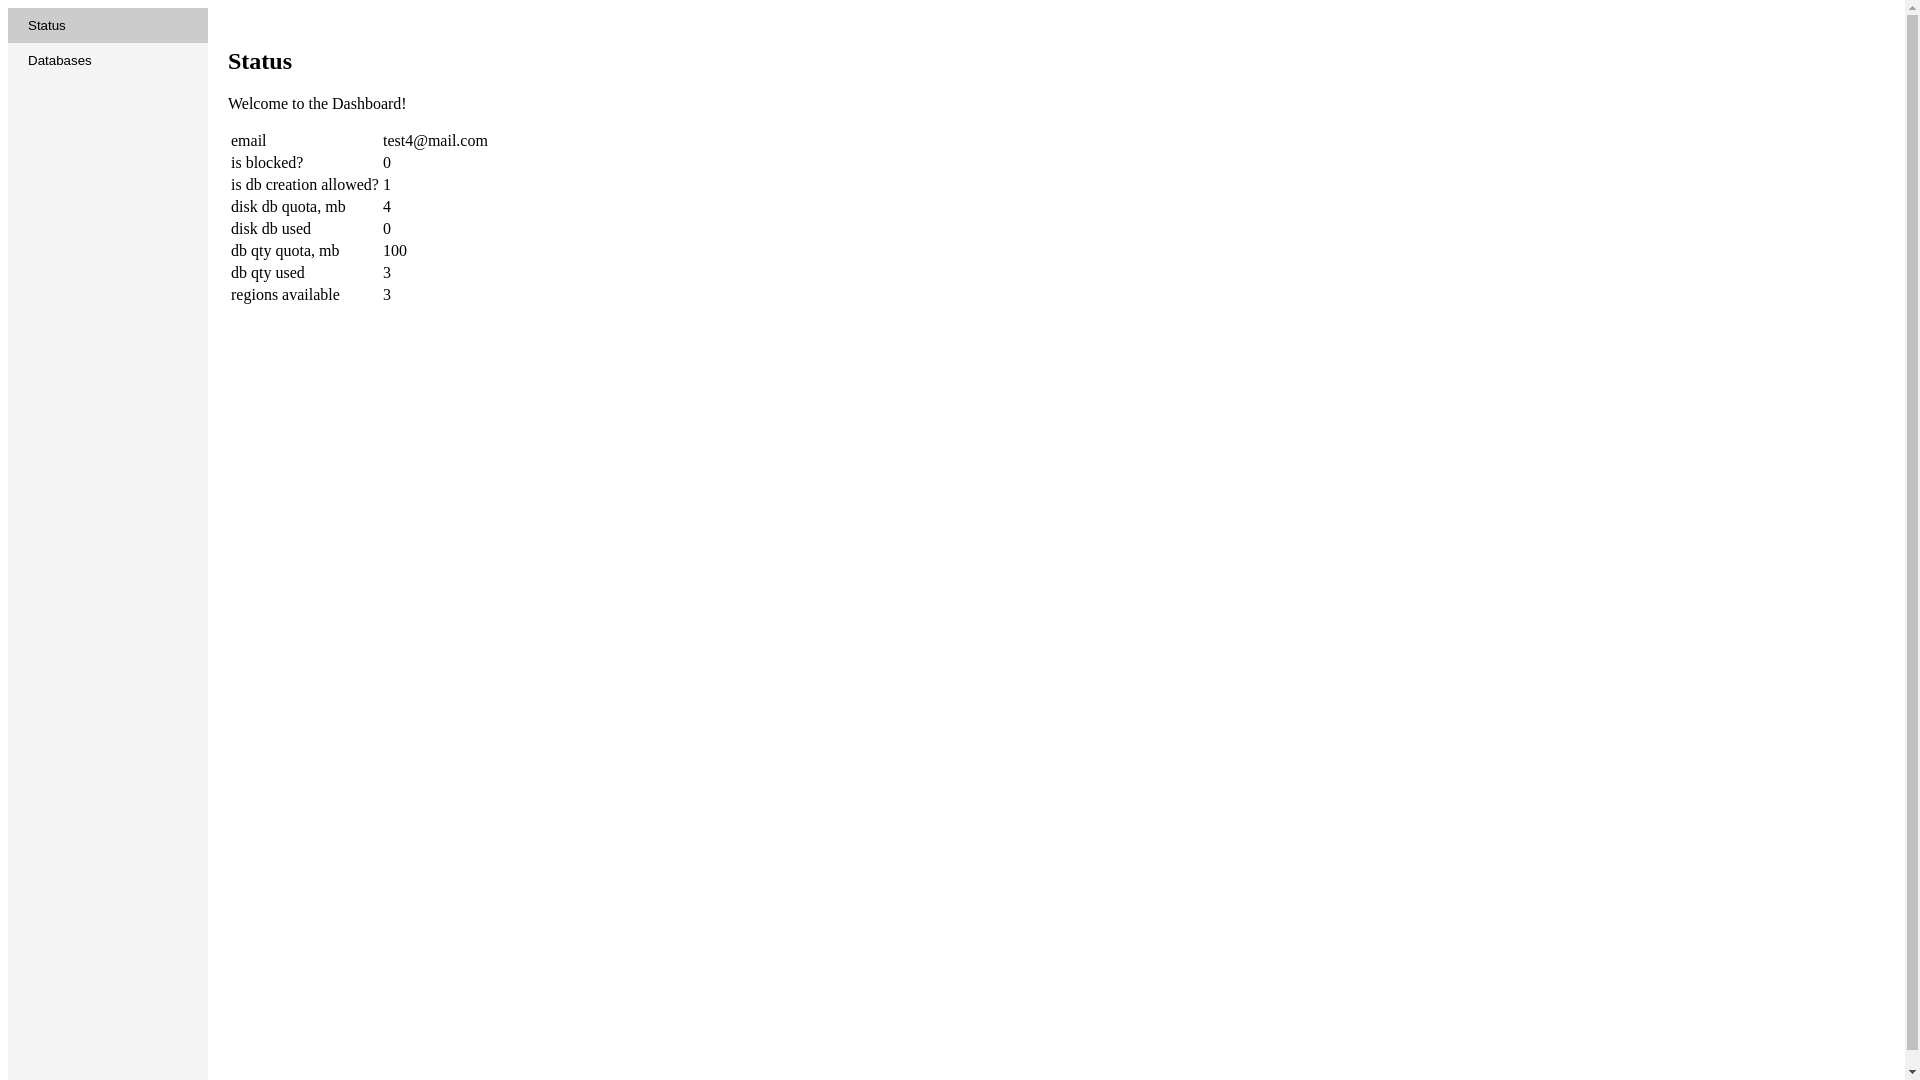 Status
Databases
Status
Welcome to the Dashboard!
email test4@mail.com
is blocked? 0
is db creation allowed? 1
disk db quota, mb 4
disk db used 0
db qty quota, mb 100
db qty used 3
regions available 3